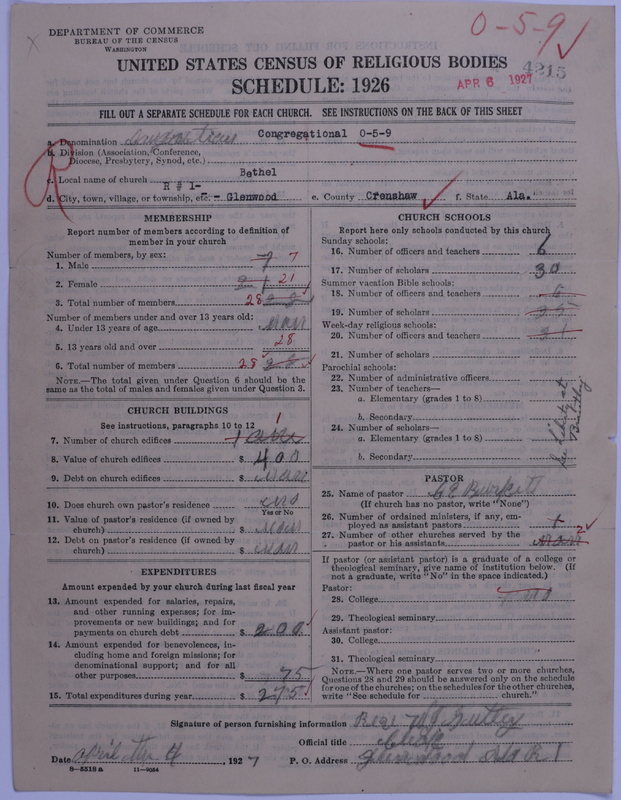 DEPARTMENT OF COMMERCE
BUREAU OF THE CENSUS
WASHINGTON
0-5-9
UNITED STATES CENSUS OF RELIGIOUS BODIES
4215
SCHEDULE: 1926
APR 6 1927
FILL OUT A SEPARATE SCHEDULE FOR EACH CHURCH. SEE INSTRUCTIONS ON THE BACK OF THIS SHEET
a. Denomination Congregational 0-5-9
b. Division (Association, Conference, Diocese, Presbytery, Synod, etc.)
c. Local name of church Bethel
R # 1-
d. City, town, village, or township, etc. - Glenwood e. County Crenshaw f. State Ala.
R
MEMBERSHIP
Report number of members according to definition of member in your church
Number of members, by sex:
1. Male 7 7
2. Female 21 21
3. Total number of members 28 28
Number of members under and over 13 years old:
4. Under 13 years of age
5. 13 years old and over 28
6. Total number of members 28 28
NOTE.—The total given under Question 6 should be the same as the total of males and females given under Question 3.
CHURCH BUILDINGS
See instructions, paragraphs 10 to 12
7. Number of church edifices 1
8. Value of church edifices $ 400
9. Debt on church edifices $
10. Does church own pastor's residence
Yes or No
11. Value of pastor's residence (if owned by church) $
12. Debt on pastor's residence (if owned by church) $
EXPENDITURES
Amount expended by your church during last fiscal year
13. Amount expended for salaries, repairs, and other running expenses; for improvements or new buildings; and for payments on church debt $ 200
14. Amount expended for benevolences, including home and foreign missions; for denominational support; and for all other purposes $ 75
15. Total expenditures during year $ 275
CHURCH SCHOOLS
Report here only schools conducted by this church
Sunday schools:
16. Number of officers and teachers 6
17. Number of scholars 30
Summer vacation Bible schools:
18. Number of officers and teachers 6
19. Number of scholars
Week-day religious schools:
20. Number of officers and teachers
21. Number of scholars
Parochial schools:
22. Number of administrative officers
23. Number of teachers—
a. Elementary (grades 1 to 8)
b. Secondary
24. Number of scholars—
a. Elementary (grades 1 to 8)
b. Secondary
PASTOR
25. Name of pastor
(If church has no pastor, write "None")
26. Number of ordained ministers, if any, employed as assistant pastors 1
27. Number of other churches served by the pastor or his assistants 2
If pastor (or assistant pastor) is a graduate of a college or theological seminary, give name of institution below. (If not a graduate, write "No" in the space indicated.)
Pastor:
28. College
29. Theological seminary
Assistant pastor:
30. College
31. Theological seminary
NOTE.—Where one pastor serves two or more churches, Questions 28 and 29 should be answered only on the schedule for one of the churches; on the schedules for the other churches, write "See schedule for church."
Signature of person furnishing information
Official title
Date april the 4, 1927 P. O. Address Glenwood ala R 1
8-5518 a 11-9054